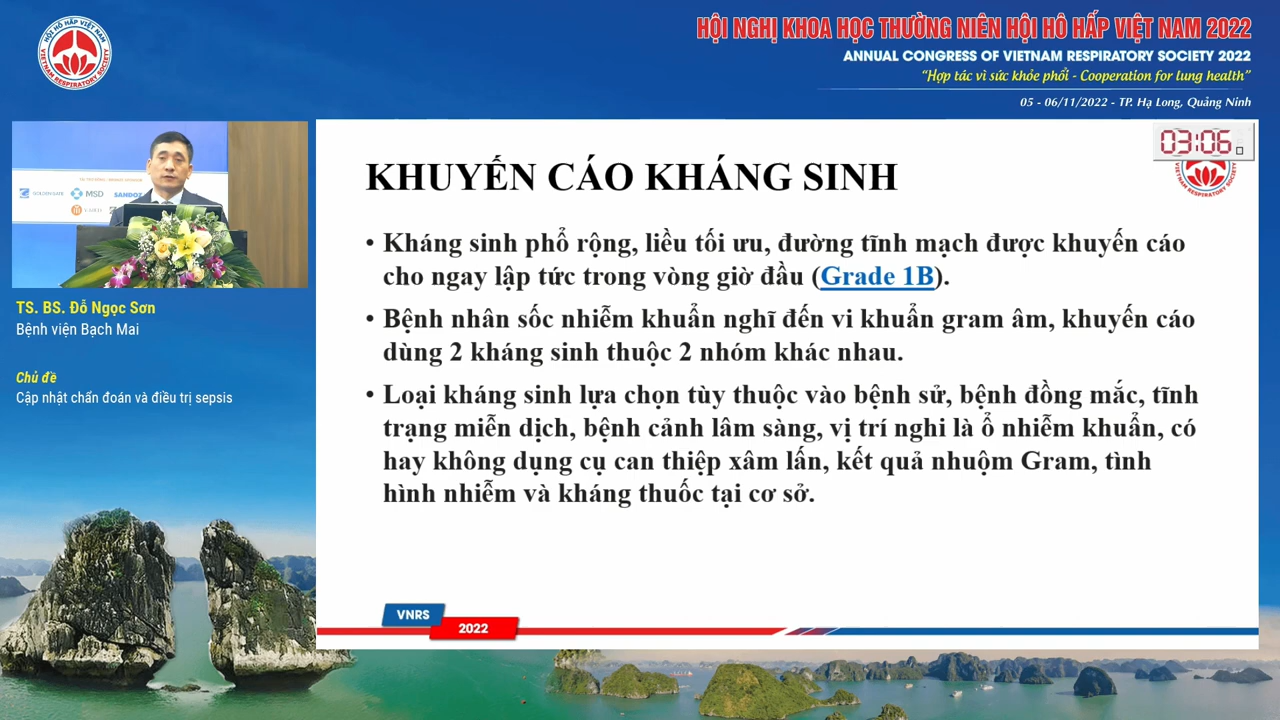 HỘI HÔ HẤP VIỆT NAM
VIETNAM RESPIRATORY SOCIETY
HỘI NGHỊ KHOA HỌC THƯỜNG NIÊN HỘI HÔ HẤP VIỆT NAM 2022
ANNUAL CONGRESS OF VIETNAM RESPIRATORY SOCIETY 2022
“Hợp tác vì sức khỏe phổi - Cooperation for lung health”
05 - 06/11/2022 - TP. Hạ Long, Quảng Ninh
MSD
SANDOZ
TS. BS. Đỗ Ngọc Sơn
Bệnh viện Bạch Mai
Chủ đề
Cập nhật chẩn đoán và điều trị sepsis
03:06
KHUYẾN CÁO KHÁNG SINH
• Kháng sinh phổ rộng, liều tối ưu, đường tĩnh mạch được khuyến cáo
cho ngay lập tức trong vòng giờ đầu (Grade 1B).
• Bệnh nhân sốc nhiễm khuẩn nghĩ đến vi khuẩn gram âm, khuyến cáo
dùng 2 kháng sinh thuộc 2 nhóm khác nhau.
• Loại kháng sinh lựa chọn tùy thuộc vào bệnh sử, bệnh đồng mắc, tĩnh
trạng miễn dịch, bệnh cảnh lâm sàng, vị trí nghi là ổ nhiễm khuẩn, có
hay không dụng cụ can thiệp xâm lấn, kết quả nhuộm Gram, tình
hình nhiễm và kháng thuốc tại cơ sở.
VNRS
2022